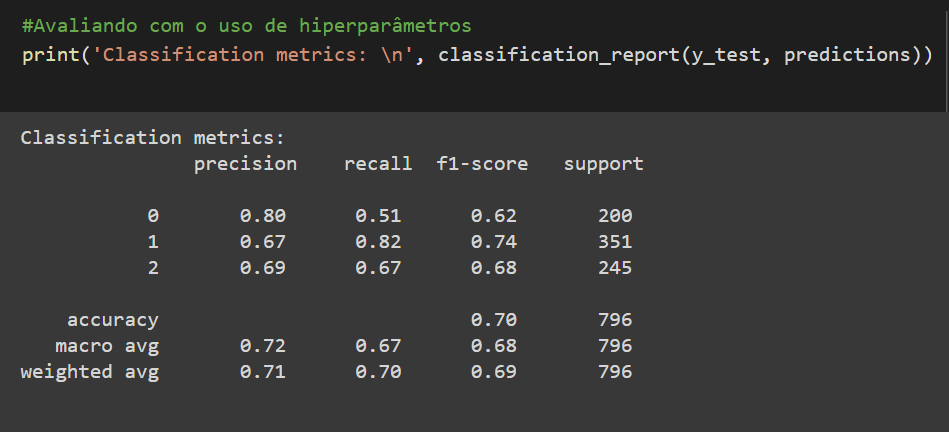 #Avaliando com o uso de hiperparâmetros
print('Classification metrics: \n', classification_report(y_test, predictions))
Classification metrics:
precision recall f1-score support
0 0.80 0.51 0.62 200
1 0.67 0.82 0.74 351
2 0.69 0.67 0.68 245
accuracy 0.70 796
macro avg 0.72 0.67 0.68 796
weighted avg 0.71 0.70 0.69 796